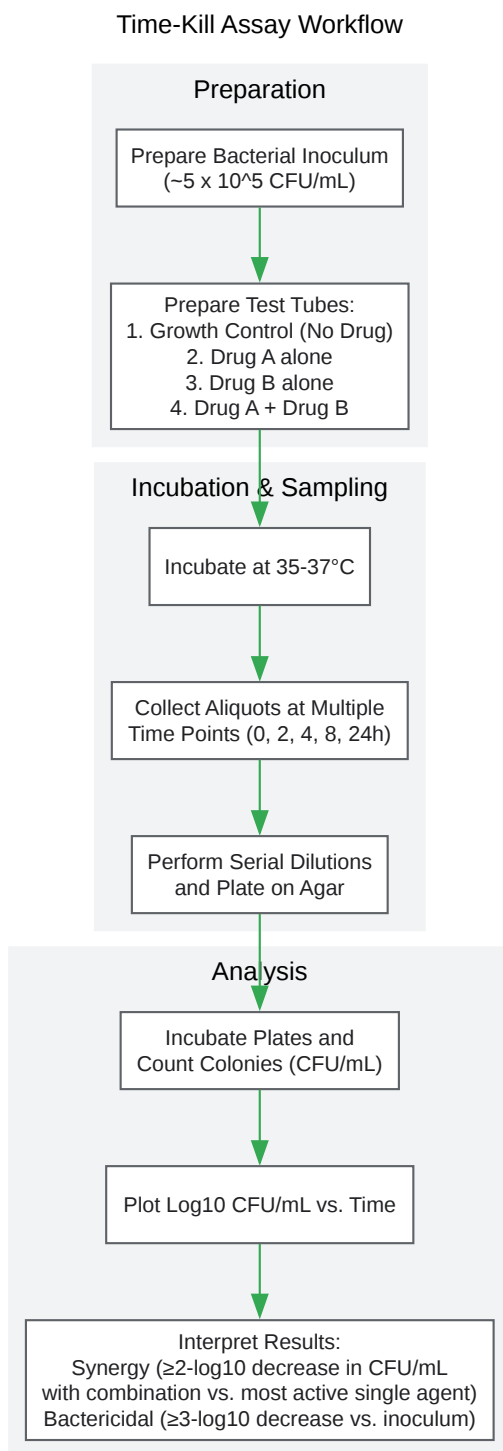 Time-Kill Assay Workflow
Preparation
Prepare Bacterial Inoculum
(~5 x 10^5 CFU/mL)
Prepare Test Tubes:
1. Growth Control (No Drug)
2. Drug A alone
3. Drug B alone
4. Drug A + Drug B
Incubation & Sampling
Incubate at 35-37°C
Collect Aliquots at Multiple
Time Points (0, 2, 4, 8, 24h)
Perform Serial Dilutions
and Plate on Agar
Analysis
Incubate Plates and
Count Colonies (CFU/mL)
Plot Log10 CFU/mL vs. Time
Interpret Results:
Synergy (≥2-log10 decrease in CFU/mL
with combination vs. most active single agent)
Bactericidal (≥3-log10 decrease vs. inoculum)